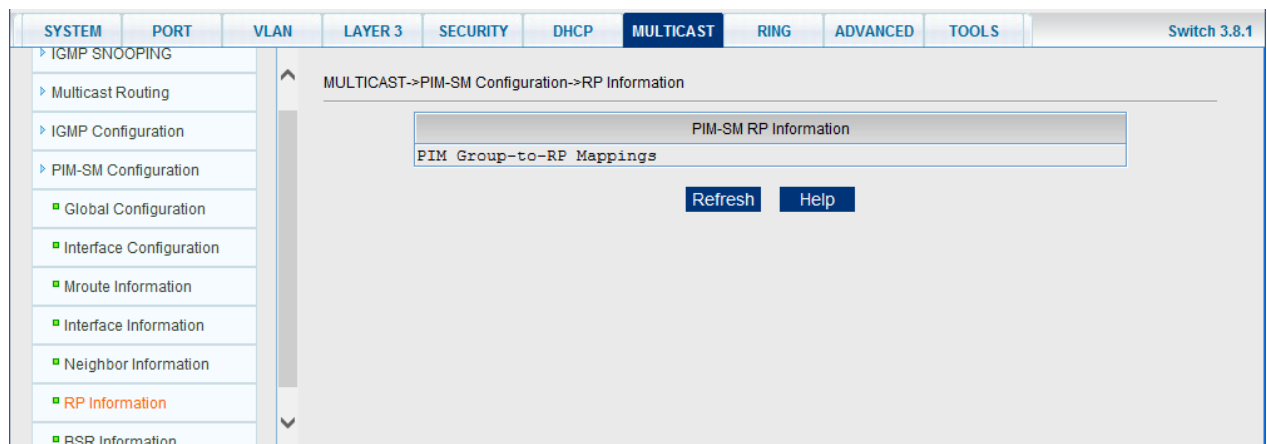 SYSTEM PORT VLAN LAYER 3 SECURITY DHCP MULTICAST RING ADVANCED TOOLS Switch 3.8.1
IGMP SNOOPING
Multicast Routing
IGMP Configuration
PIM-SM Configuration
Global Configuration
Interface Configuration
Mroute Information
Interface Information
Neighbor Information
RP Information
BSR Information
MULTICAST->PIM-SM Configuration->RP Information
PIM-SM RP Information
PIM Group-to-RP Mappings
Refresh Help